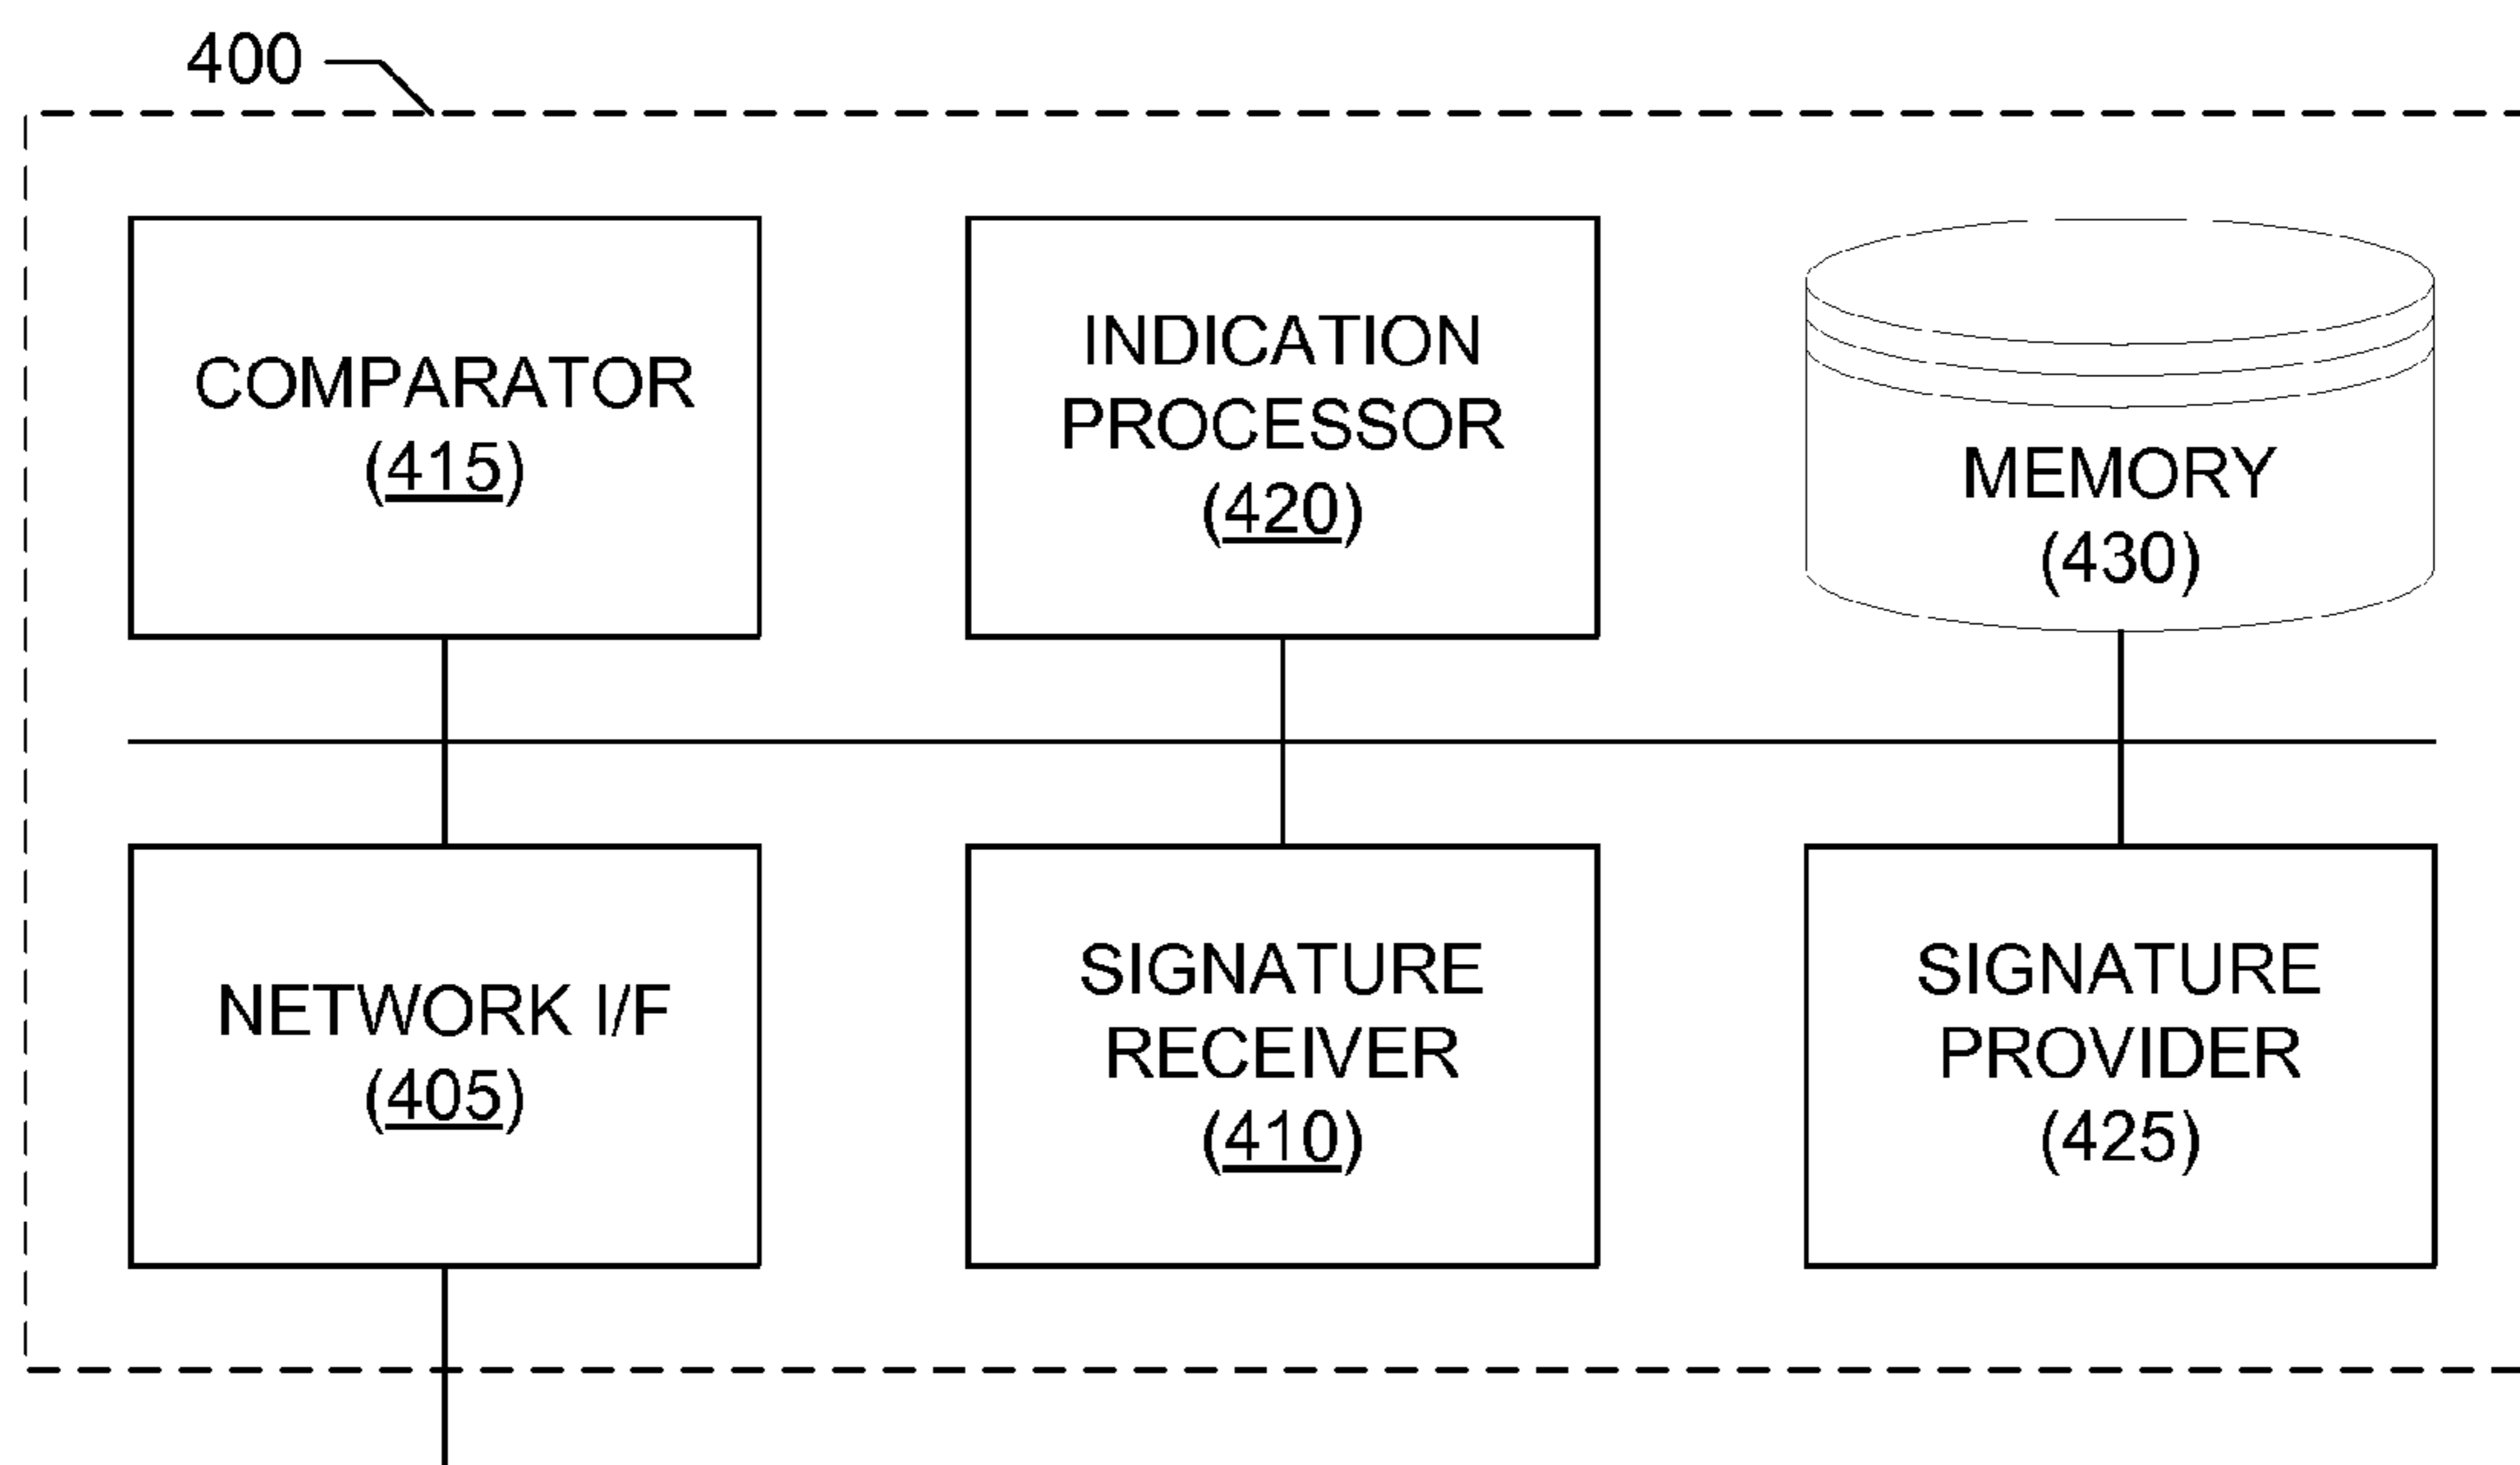 400
COMPARATOR
(415)
INDICATION
PROCESSOR
(420)
MEMORY
(430)
NETWORK I/F
(405)
SIGNATURE
RECEIVER
(410)
SIGNATURE
PROVIDER
(425)